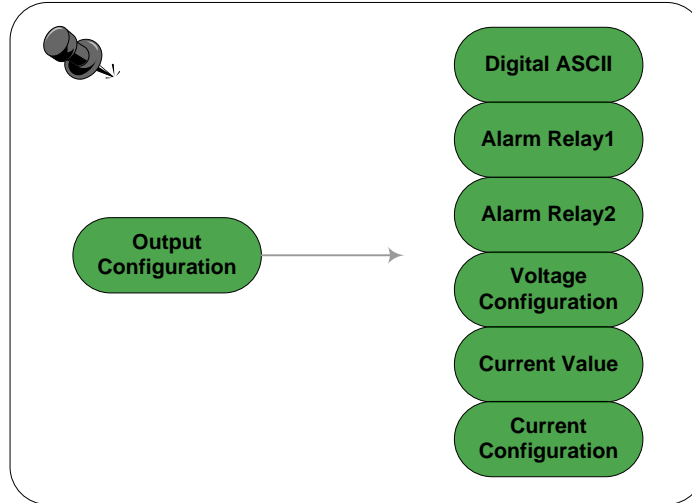 Digital ASCII
Alarm Relay1
Alarm Relay2
Output
Configuration
Voltage
Configuration
Current Value
Current
Configuration